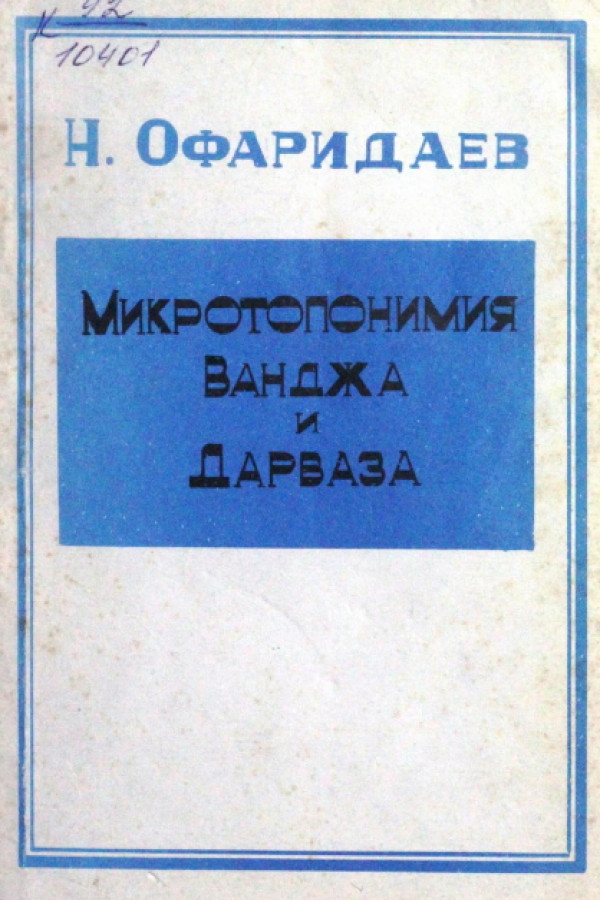 К 92
10401
Н. ОФАРИДАЕВ
МИКРОТОПОНИМИЯ
ВАНДЖА
И
ДАРВАЗА